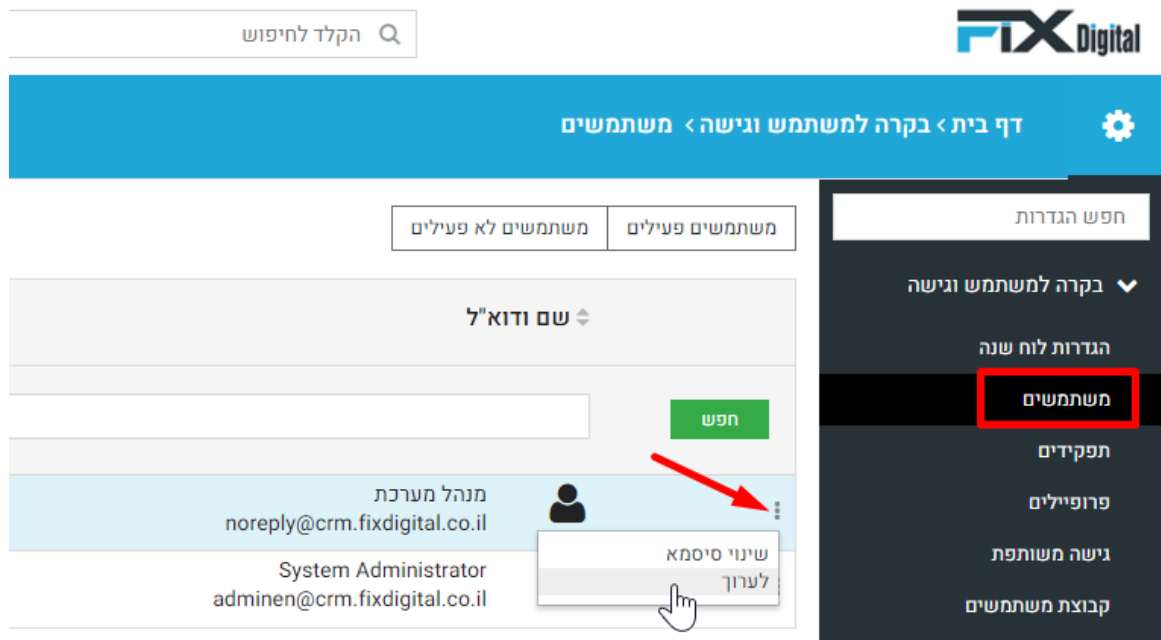 FiX Digital
הקלד לחיפוש
דף בית > בקרה למשתמש וגישה > משתמשים
חפש הגדרות
בקרה למשתמש וגישה
הגדרות לוח שנה
משתמשים
תפקידים
פרופיילים
גישה משותפת
קבוצת משתמשים
משתמשים פעילים
משתמשים לא פעילים
שם ודוא"ל
חפש
מנהל מערכת
noreply@crm.fixdigital.co.il
שינוי סיסמא
לערוך
System Administrator
adminen@crm.fixdigital.co.il